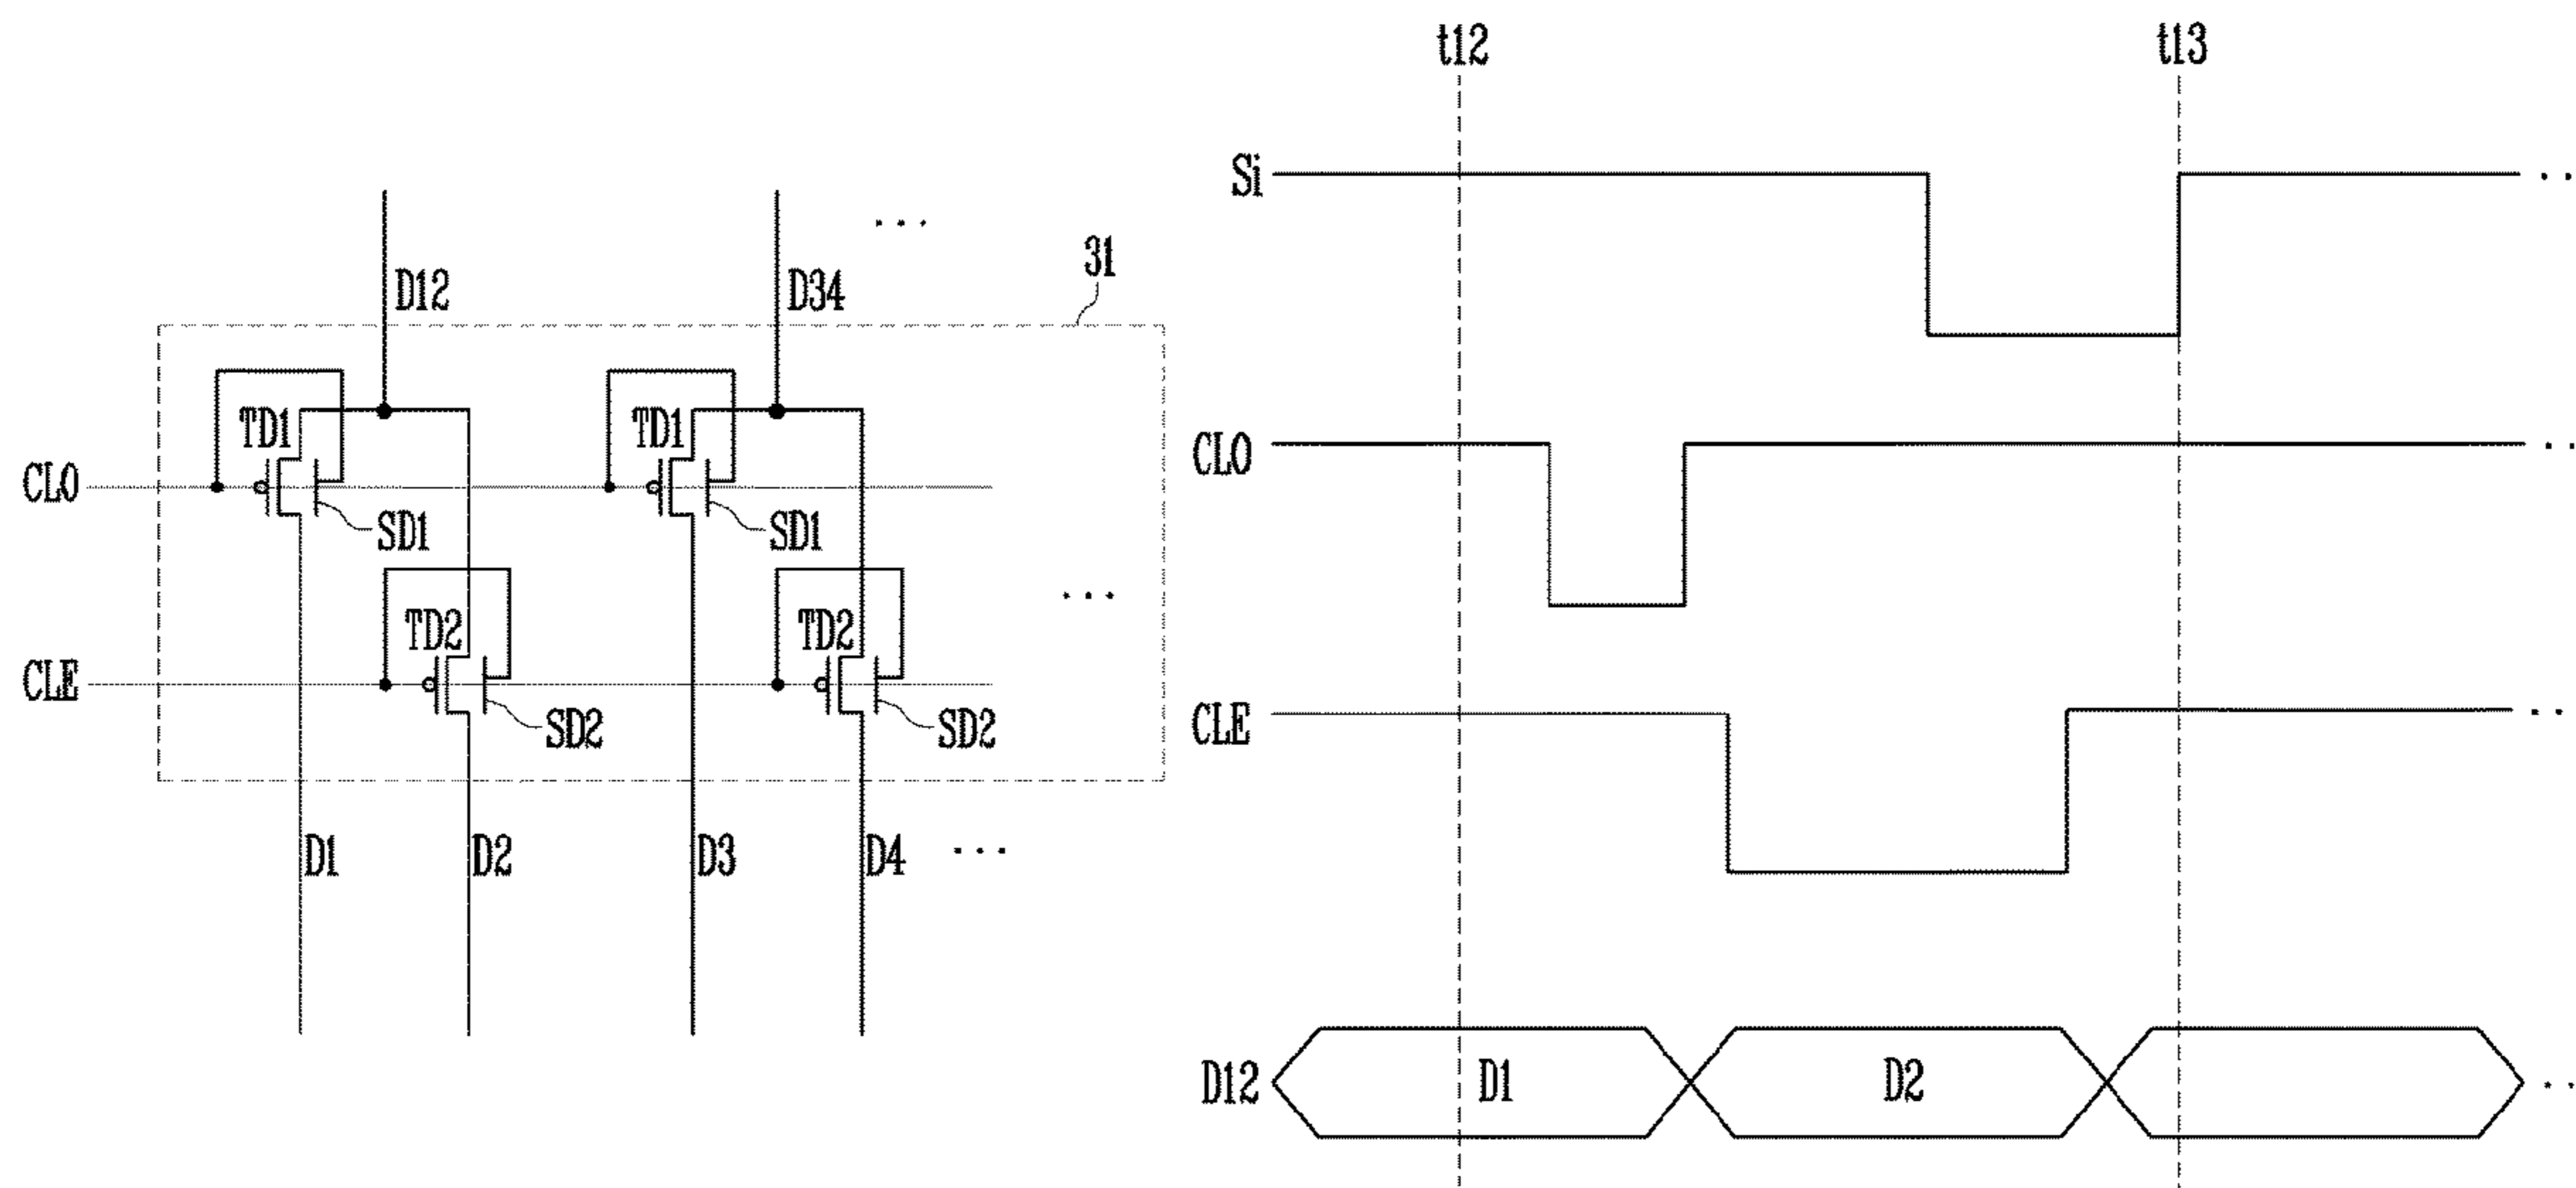 D12
D34
...
31
TD1
TD1
CLO
SD1
SD1
...
TD2
TD2
CLE
SD2
SD2
D1
D2
D3
D4
...
t12
t13
Si
..
CLO
..
CLE
..
D12
D1
D2
..